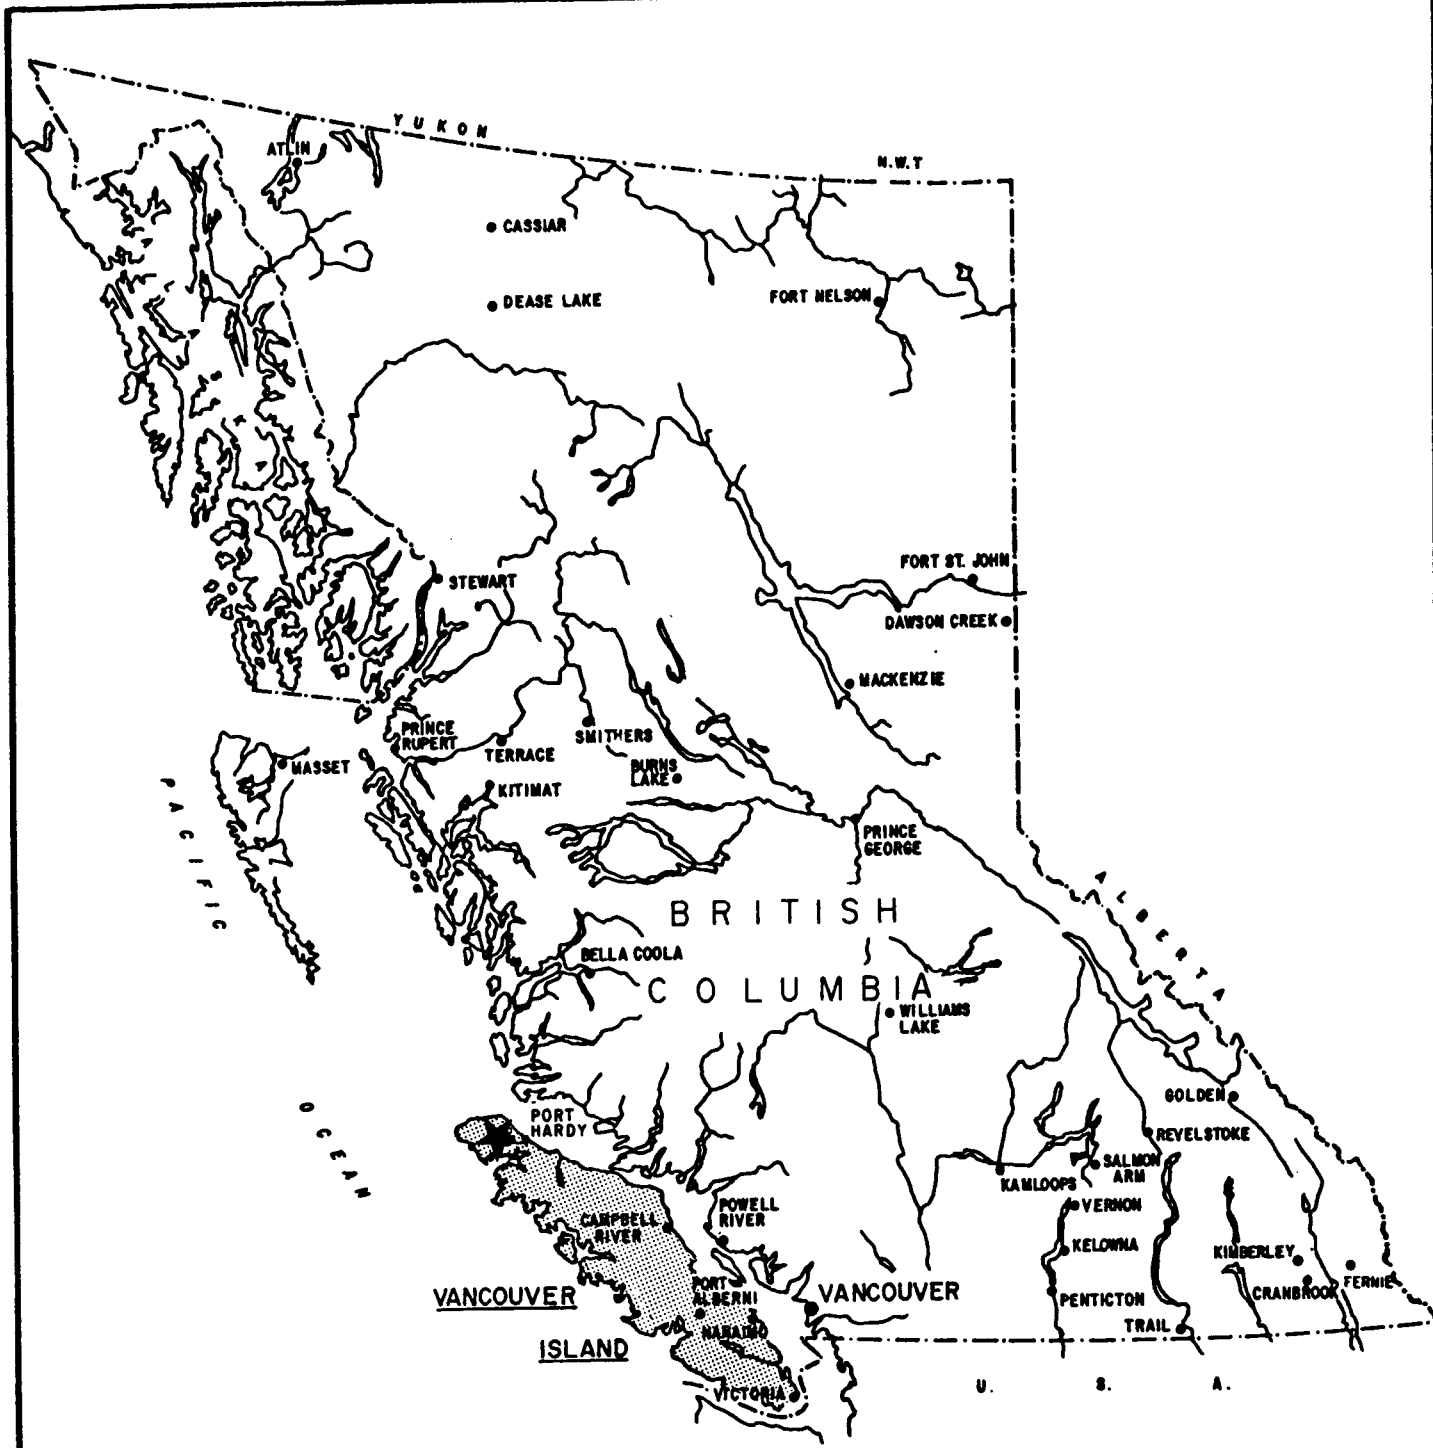 YUKON
N.W.T
ATLIN
CASSIAR
DEASE LAKE
FORT NELSON
ALASKA
STEWART
FORT ST. JOHN
DAWSON CREEK
MACKENZIE
PRINCE
RUPERT
TERRACE
SMITHERS
MASSET
BURNS
LAKE
KITIMAT
PACIFIC
PRINCE
GEORGE
ALBERTA
BRITISH
BELLA COOLA
COLUMBIA
WILLIAMS
LAKE
OCEAN
GOLDEN
PORT
HARDY
REVELSTOKE
SALMON
ARM
KAMLOOPS
VERNON
CAMPBELL
RIVER
POWELL
RIVER
KELOWNA
KIMBERLEY
FERNIE
CRANBROOK
PORT
ALBERNI
VANCOUVER
VANCOUVER
PENTICTON
TRAIL
NANAIMO
ISLAND
VICTORIA
U. S. A.